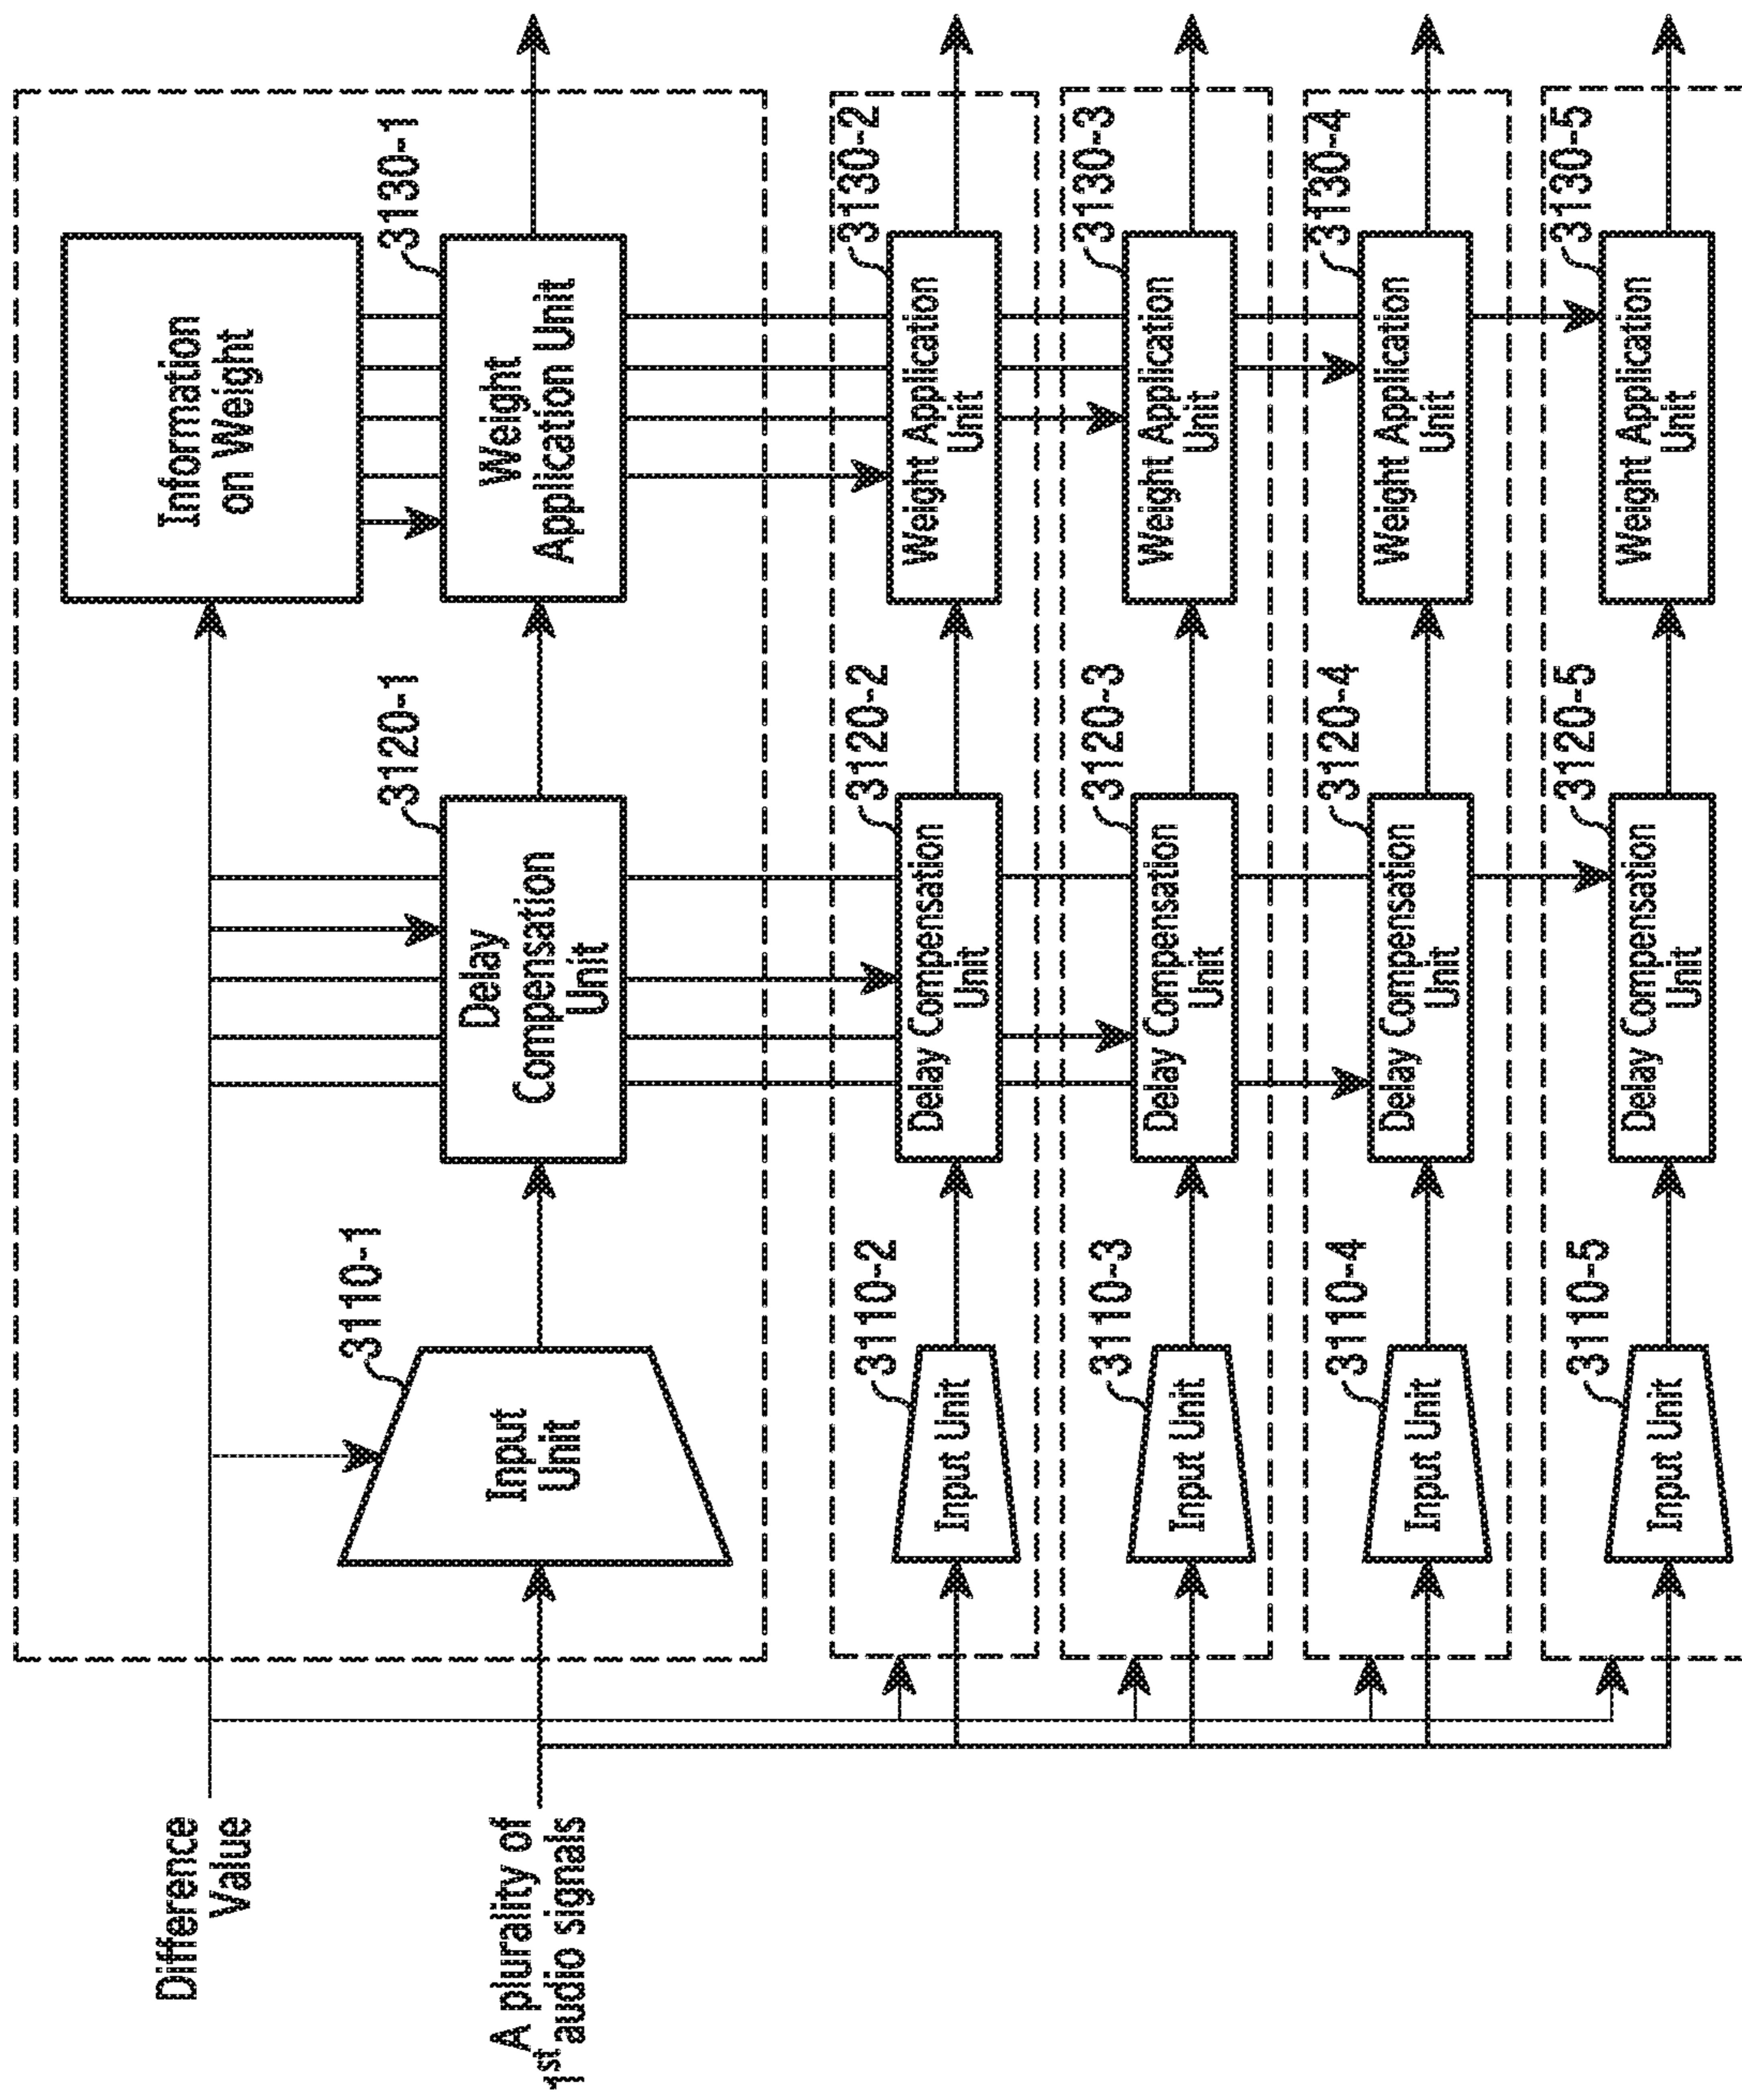 Difference
Value
A plurality of
1st audio signals
Information
on Weight
3110-1
Input
Unit
3120-1
Delay
Compensation
Unit
3130-1
Weight
Application Unit
3110-2
Input Unit
3120-2
Delay Compensation
Unit
3130-2
Weight Application
Unit
3110-3
Input Unit
3120-3
Delay Compensation
Unit
3130-3
Weight Application
Unit
3110-4
Input Unit
3120-4
Delay Compensation
Unit
3130-4
Weight Application
Unit
3110-5
Input Unit
3120-5
Delay Compensation
Unit
3130-5
Weight Application
Unit